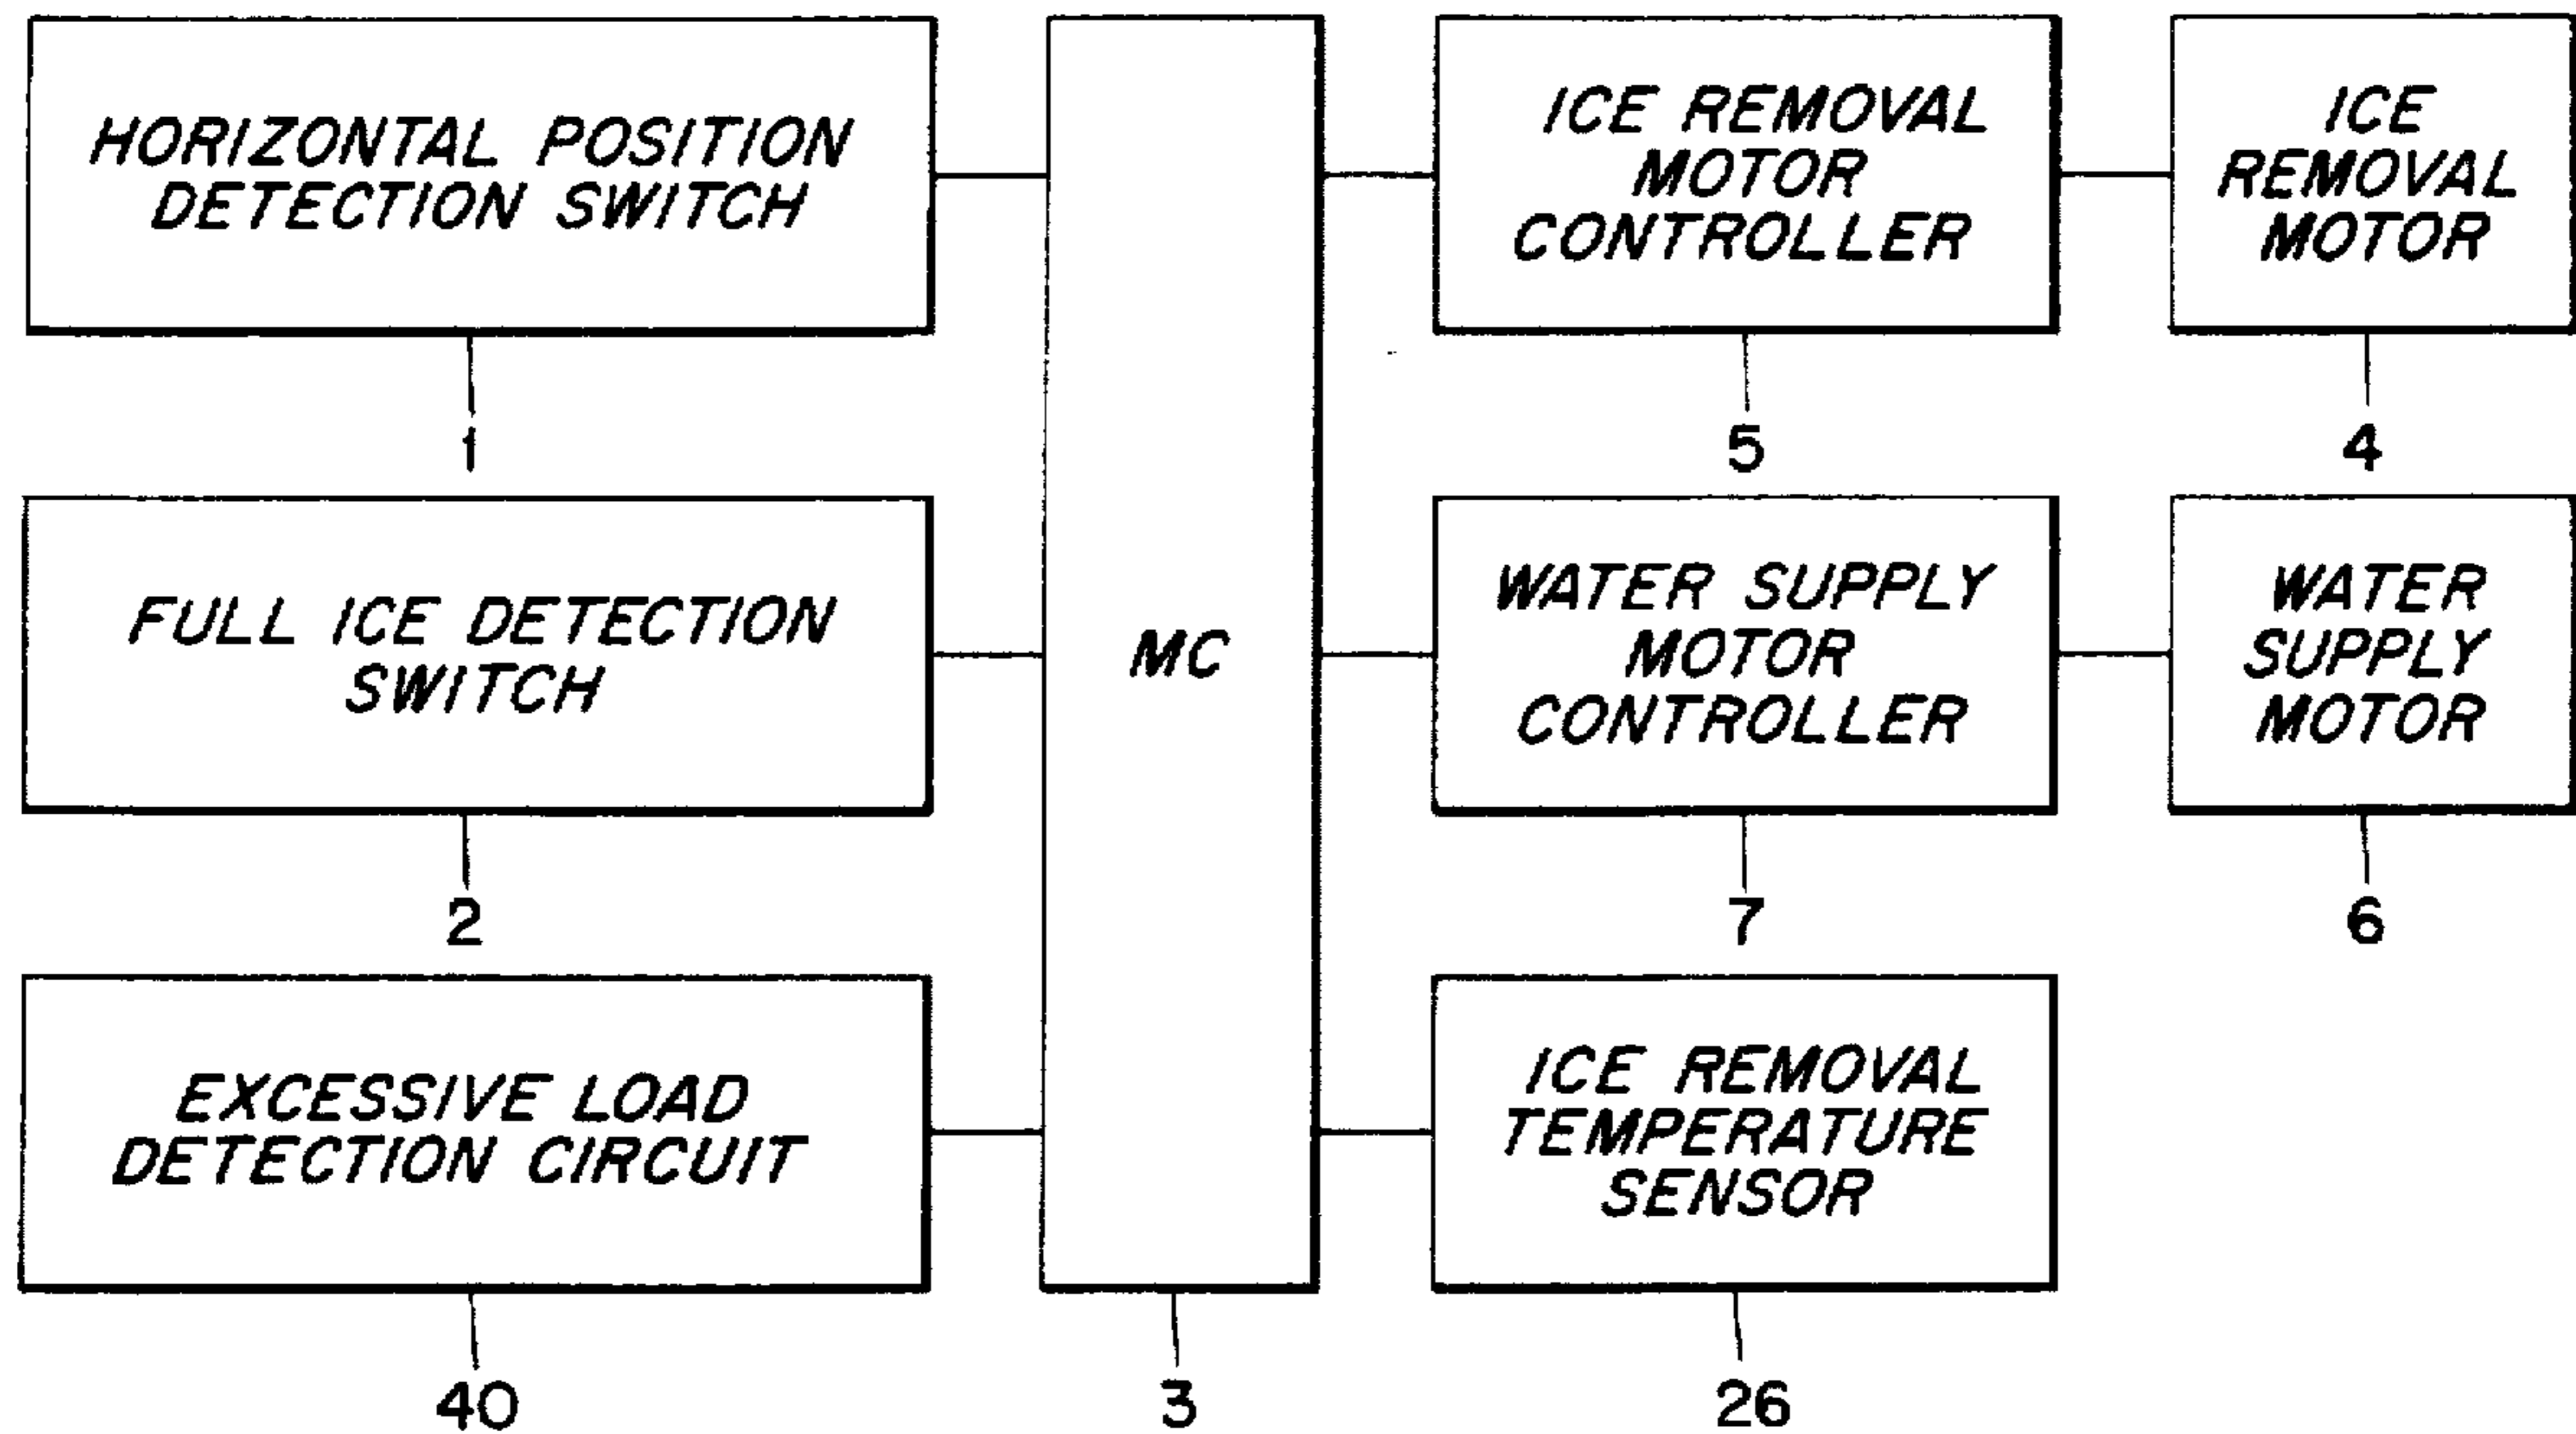 HORIZONTAL POSITION
DETECTION SWITCH
1
FULL ICE DETECTION
SWITCH
2
EXCESSIVE LOAD
DETECTION CIRCUIT
40
MC
3
ICE REMOVAL
MOTOR
CONTROLLER
5
ICE
REMOVAL
MOTOR
4
WATER SUPPLY
MOTOR
CONTROLLER
7
WATER
SUPPLY
MOTOR
6
ICE REMOVAL
TEMPERATURE
SENSOR
26